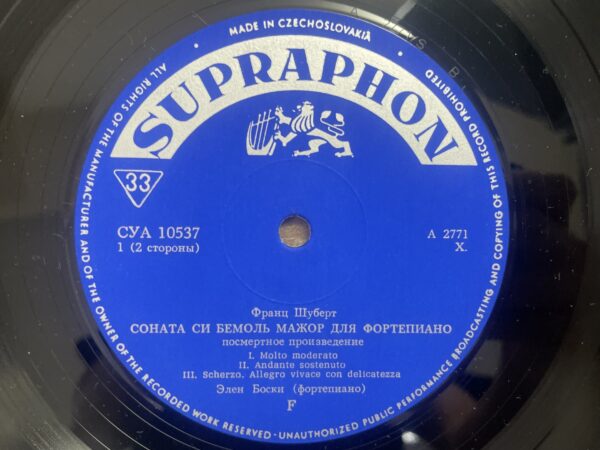 MADE IN CZECHOSLOVAKIA
SUPRAPHON
33
СУА 10537
1 (2 стороны)
A 2771
X.
Франц Шуберт
СОНАТА СИ БЕМОЛЬ МАЖОР ДЛЯ ФОРТЕПИАНО
посмертное произведение
I. Molto moderato
II. Andante sostenuto
III. Scherzo. Allegro vivace con delicatezza
Элен Боски (фортепиано)
F
ALL RIGHTS OF THE MANUFACTURER AND OF THE OWNER OF THE RECORDED WORK RESERVED - UNAUTHORIZED PUBLIC PERFORMANCE BROADCASTING AND COPYING OF THIS RECORD PROHIBITED